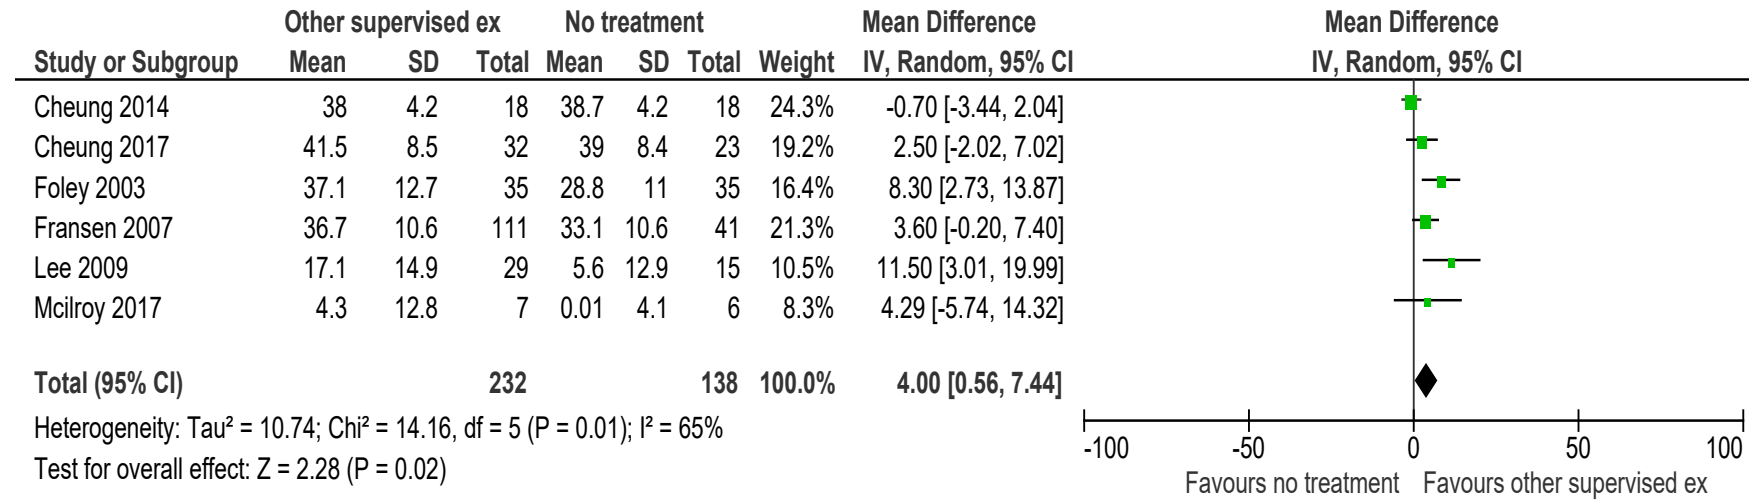 Other supervised ex No treatment Mean Difference Mean Difference
Study or Subgroup Mean SD Total Mean SD Total Weight IV, Random, 95% CI IV, Random, 95% CI
Cheung 2014 38 4.2 18 38.7 4.2 18 24.3% -0.70 [-3.44, 2.04]
Cheung 2017 41.5 8.5 32 39 8.4 23 19.2% 2.50 [-2.02, 7.02]
Foley 2003 37.1 12.7 35 28.8 11 35 16.4% 8.30 [2.73, 13.87]
Fransen 2007 36.7 10.6 111 33.1 10.6 41 21.3% 3.60 [-0.20, 7.40]
Lee 2009 17.1 14.9 29 5.6 12.9 15 10.5% 11.50 [3.01, 19.99]
Mcilroy 2017 4.3 12.8 7 0.01 4.1 6 8.3% 4.29 [-5.74, 14.32]
Total (95% CI) 232 138 100.0% 4.00 [0.56, 7.44]
Heterogeneity: Tau² = 10.74; Chi² = 14.16, df = 5 (P = 0.01); I² = 65%
Test for overall effect: Z = 2.28 (P = 0.02)
-100 -50 0 50 100
Favours no treatment Favours other supervised ex